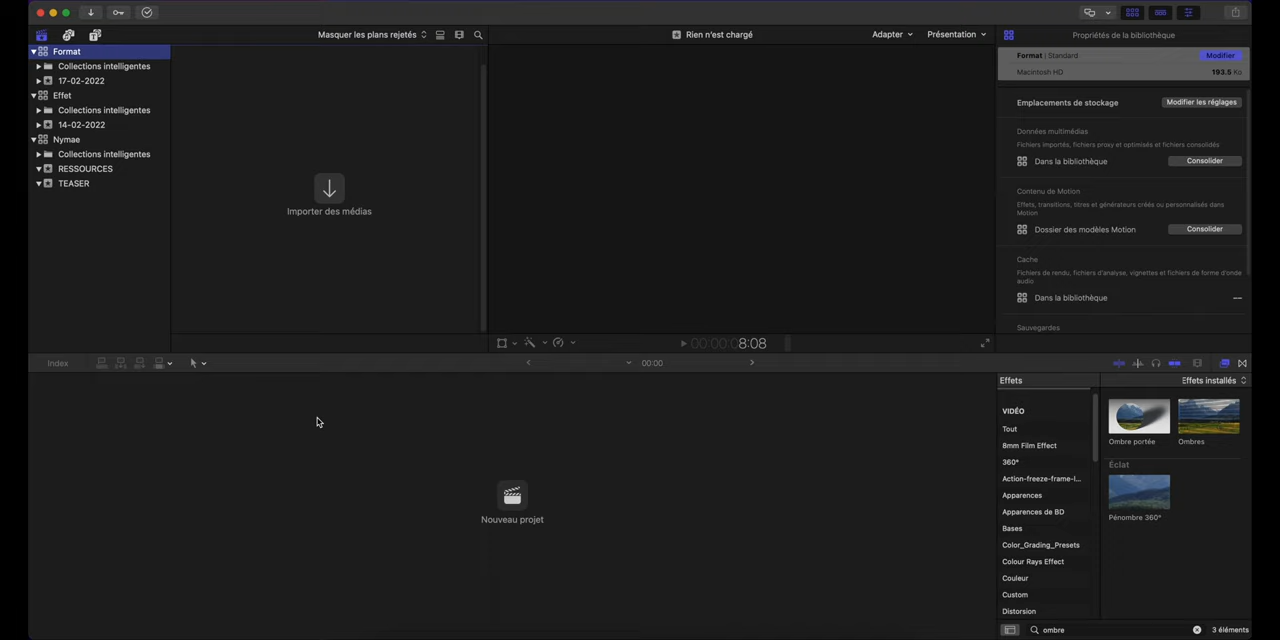 Masquer les plans rejetés
Rien n'est chargé
Adapter
Présentation
Propriétés de la bibliothèque
Format
Collections intelligentes
17-02-2022
Effet
Collections intelligentes
14-02-2022
Nymae
Collections intelligentes
RESSOURCES
TEASER
Importer des médias
Format | Standard
Modifier
Macintosh HD
193.5 Ko
Emplacements de stockage
Modifier les réglages
Données multimédias
Fichiers importés, fichiers proxy et optimisés et fichiers consolidés
Dans la bibliothèque
Consolider
Contenu de Motion
Effets, transitions, titres et générateurs créés ou personnalisés dans
Motion
Dossier des modèles Motion
Consolider
Cache
Fichiers de rendu, fichiers d'analyse, vignettes et fichiers de forme d'onde
audio
Dans la bibliothèque
Sauvegardes
00:00:00:08:08
Index
00:00
Nouveau projet
Effets
Effets installés
VIDÉO
Tout
8mm Film Effect
360°
Action-freeze-frame-l...
Apparences
Apparences de BD
Bases
Color_Grading_Presets
Colour Rays Effect
Couleur
Custom
Distorsion
Ombre portée
Ombres
Éclat
Pénombre 360°
ombre
3 éléments